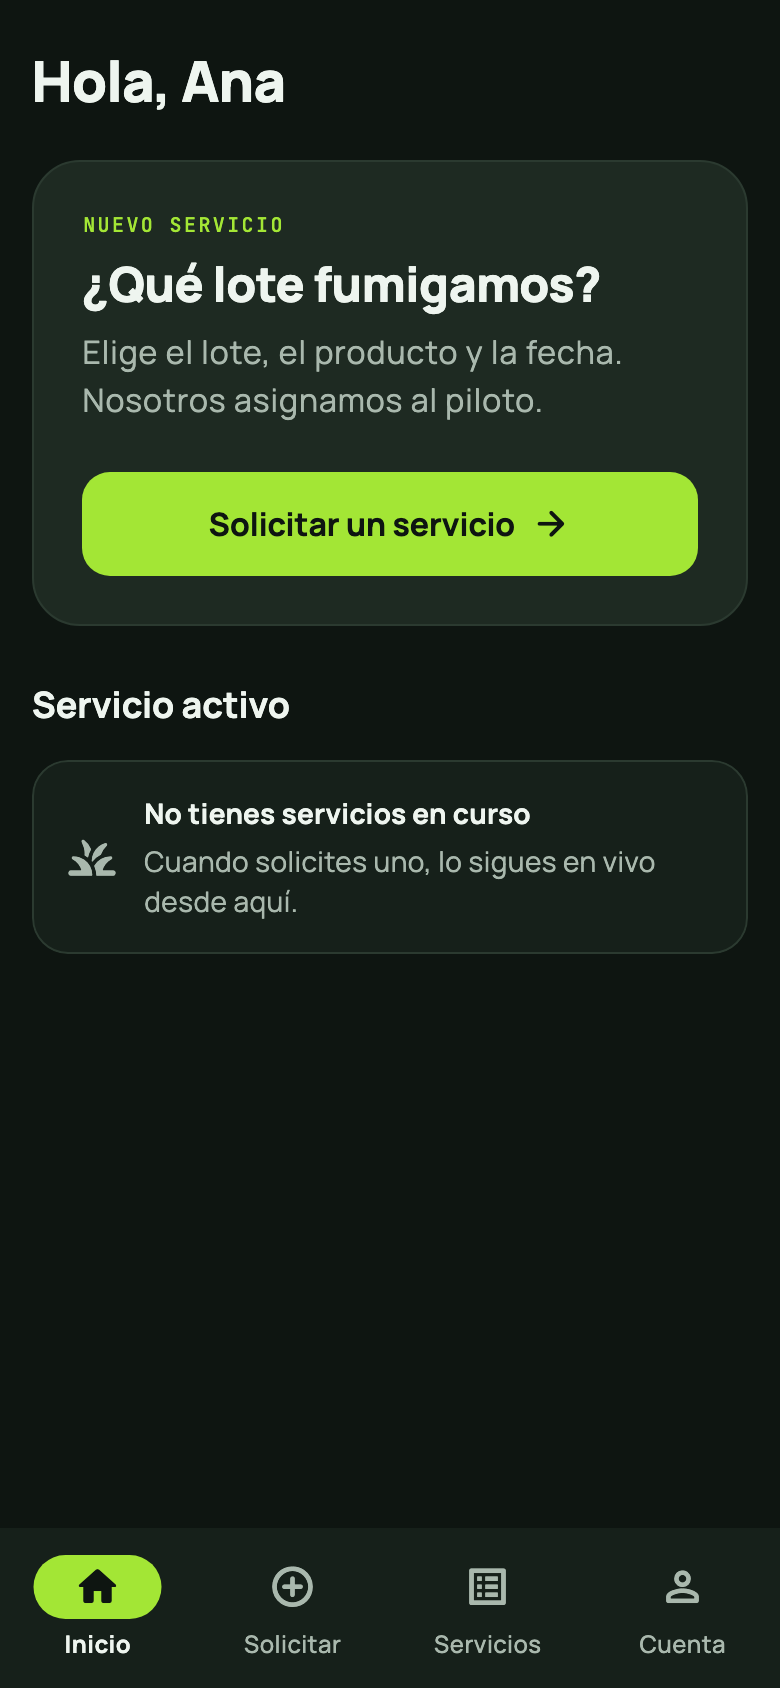 Hola, Ana
NUEVO SERVICIO
¿Qué lote fumigamos?
Elige el lote, el producto y la fecha.
Nosotros asignamos al piloto.
Solicitar un servicio →
Servicio activo
No tienes servicios en curso
Cuando solicites uno, lo sigues en vivo
desde aquí.
Inicio
Solicitar
Servicios
Cuenta